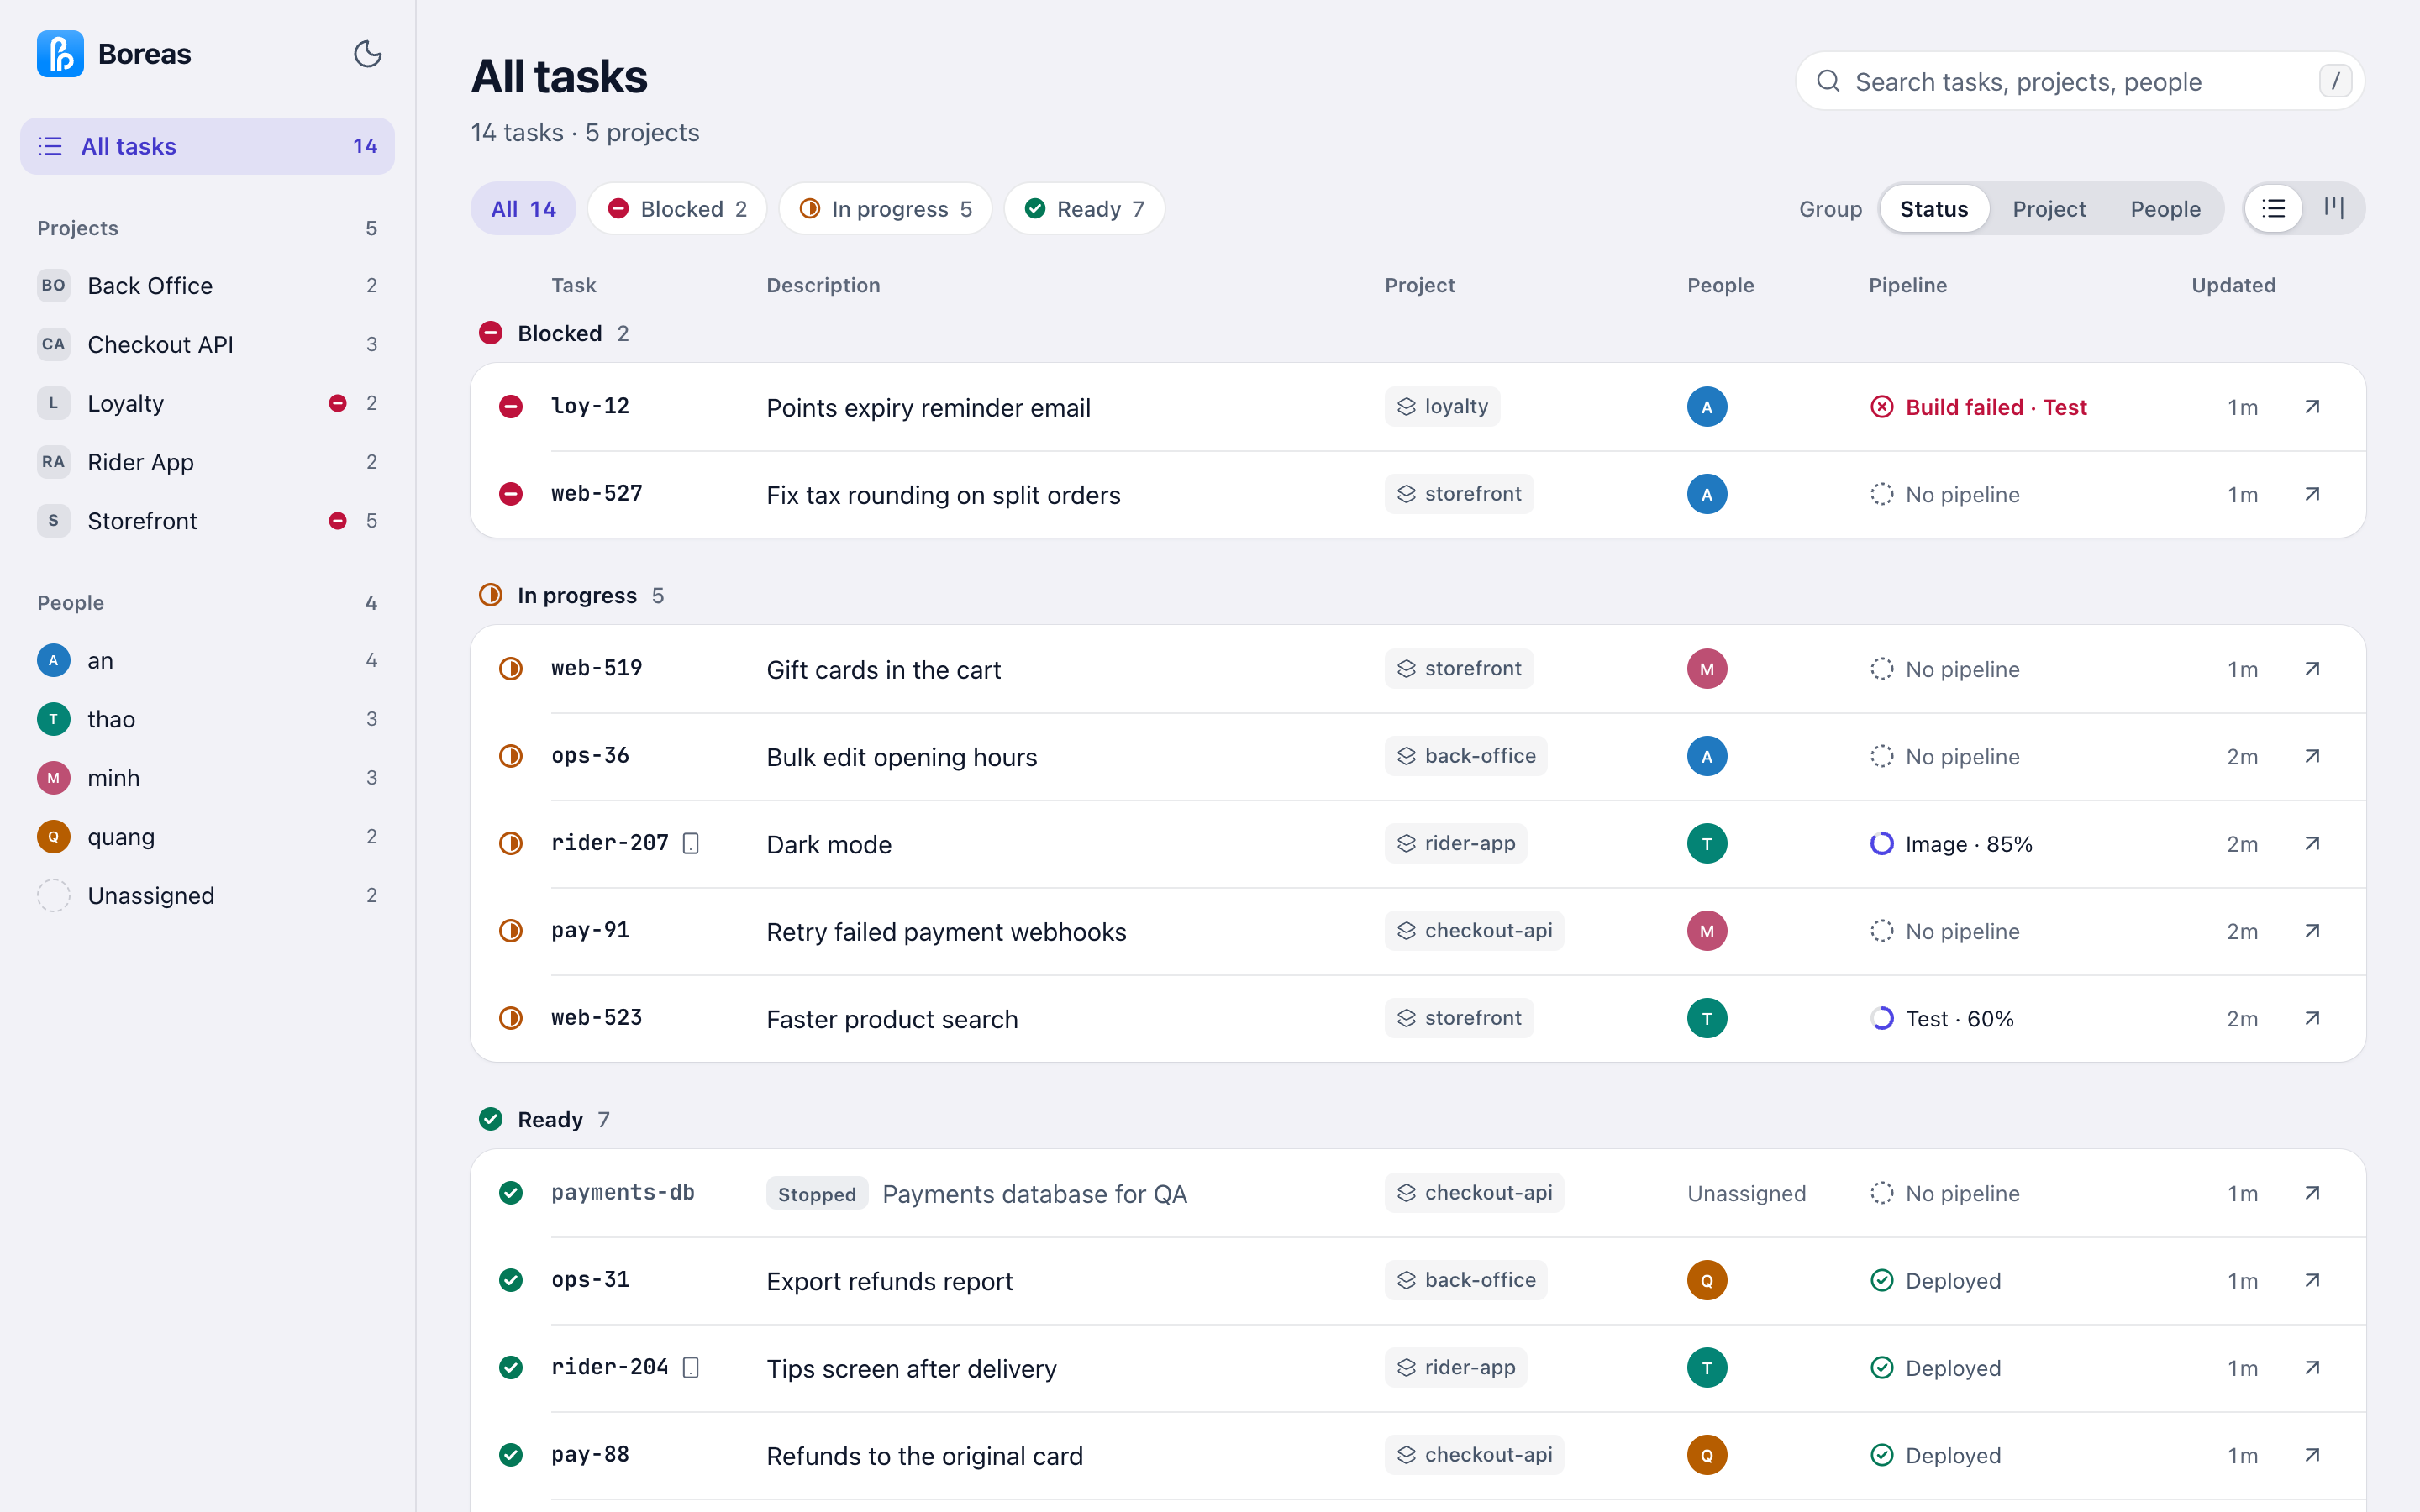 Boreas
All tasks 14
Projects 5
BO Back Office 2
CA Checkout API 3
L Loyalty 2
RA Rider App 2
S Storefront 5
People 4
A an 4
T thao 3
M minh 3
Q quang 2
Unassigned 2
All tasks
14 tasks · 5 projects
Search tasks, projects, people /
All 14 Blocked 2 In progress 5 Ready 7
Group Status Project People
Task Description Project People Pipeline Updated
Blocked 2
loy-12 Points expiry reminder email loyalty A Build failed · Test 1m
web-527 Fix tax rounding on split orders storefront A No pipeline 1m
In progress 5
web-519 Gift cards in the cart storefront M No pipeline 1m
ops-36 Bulk edit opening hours back-office A No pipeline 2m
rider-207 Dark mode rider-app T Image · 85% 2m
pay-91 Retry failed payment webhooks checkout-api M No pipeline 2m
web-523 Faster product search storefront T Test · 60% 2m
Ready 7
payments-db Stopped Payments database for QA checkout-api Unassigned No pipeline 1m
ops-31 Export refunds report back-office Q Deployed 1m
rider-204 Tips screen after delivery rider-app T Deployed 1m
pay-88 Refunds to the original card checkout-api Q Deployed 1m